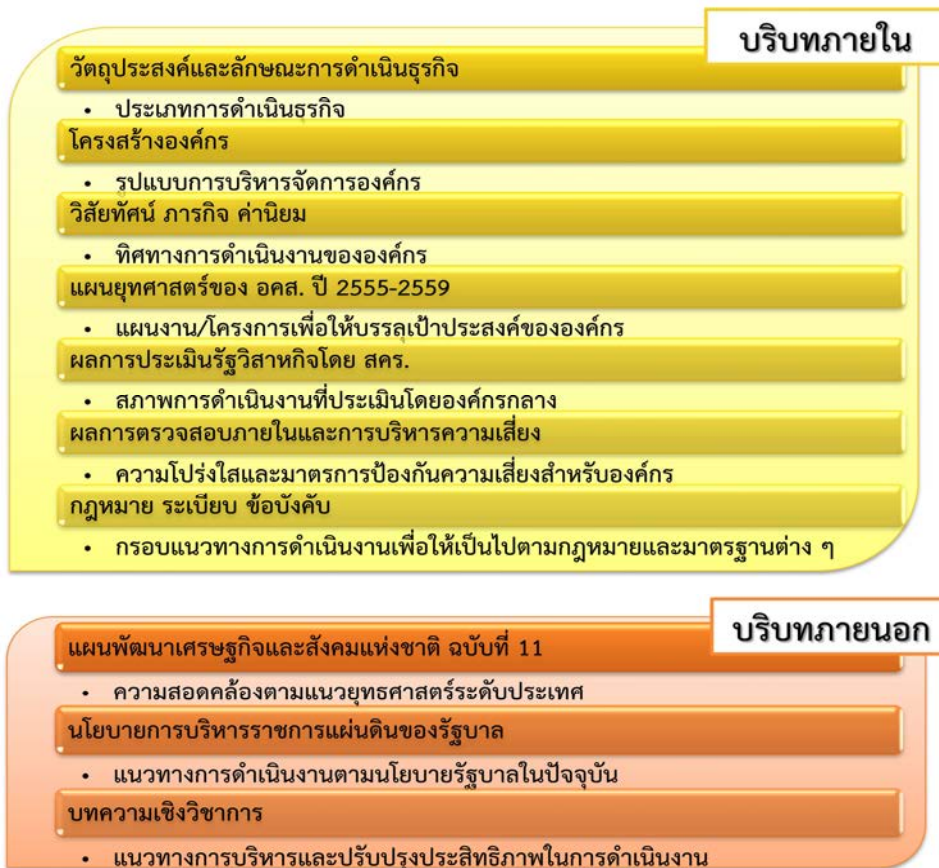 บริบทภายใน
วัตถุประสงค์และลักษณะการดำเนินธุรกิจ
• ประเภทการดำเนินธุรกิจ
โครงสร้างองค์กร
• รูปแบบการบริหารจัดการองค์กร
วิสัยทัศน์ ภารกิจ ค่านิยม
• ทิศทางการดำเนินงานขององค์กร
แผนยุทศาสตร์ของ อคส. ปี 2555-2559
• แผนงาน/โครงการเพื่อให้บรรลุเป้าประสงค์ขององค์กร
ผลการประเมินรัฐวิสาหกิจโดย สคร.
• สภาพการดำเนินงานที่ประเมินโดยองค์กรกลาง
ผลการตรวจสอบภายในและการบริหารความเสี่ยง
• ความโปร่งใสและมาตรการป้องกันความเสี่ยงสำหรับองค์กร
กฎหมาย ระเบียบ ข้อบังคับ
• กรอบแนวทางการดำเนินงานเพื่อให้เป็นไปตามกฎหมายและมาตรฐานต่าง ๆ
บริบทภายนอก
แผนพัฒนาเศรษฐกิจและสังคมแห่งชาติ ฉบับที่ 11
• ความสอดคล้องตามแนวยุทธศาสตร์ระดับประเทศ
นโยบายการบริหารราชการแผ่นดินของรัฐบาล
• แนวทางการดำเนินงานตามนโยบายรัฐบาลในปัจจุบัน
บทความเชิงวิชาการ
• แนวทางการบริหารและปรับปรุงประสิทธิภาพในการดำเนินงาน